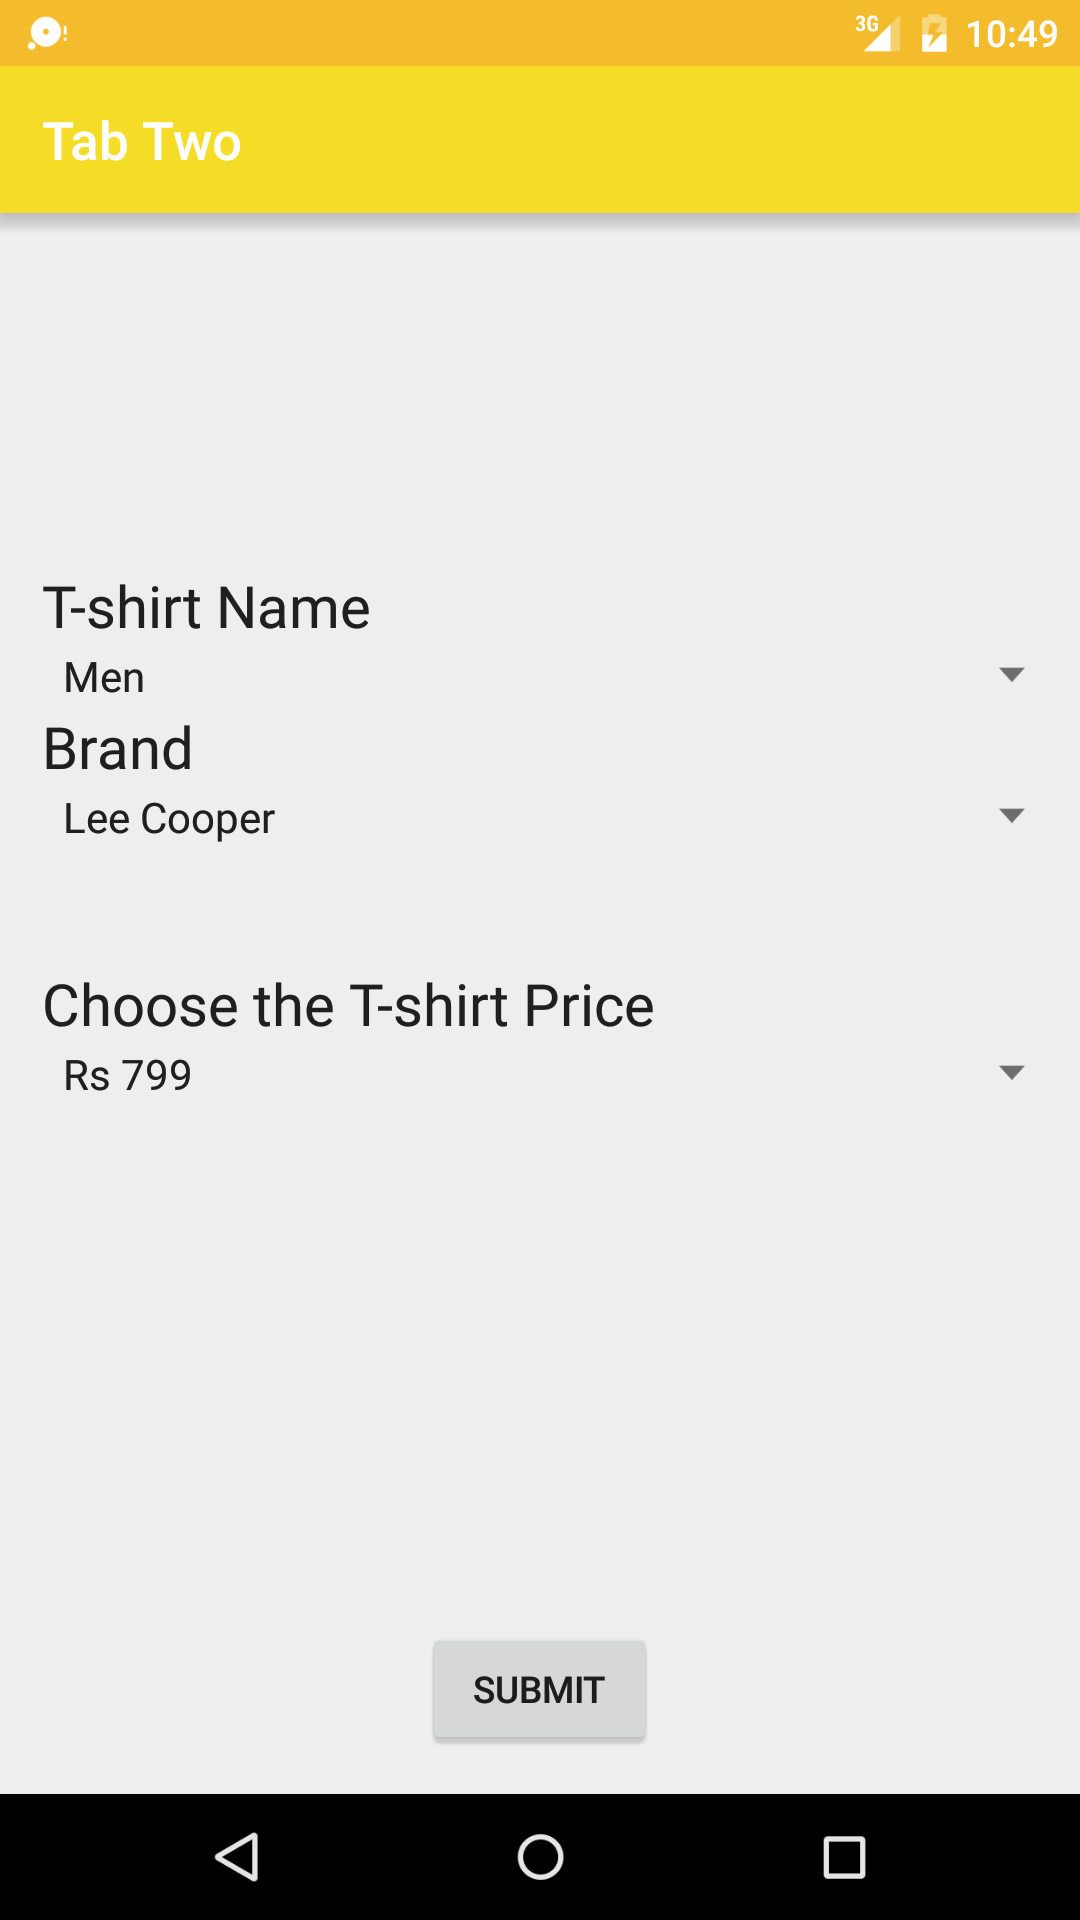 3G 10:49
Tab Two
T-shirt Name
Men
Brand
Lee Cooper
Choose the T-shirt Price
Rs 799
SUBMIT